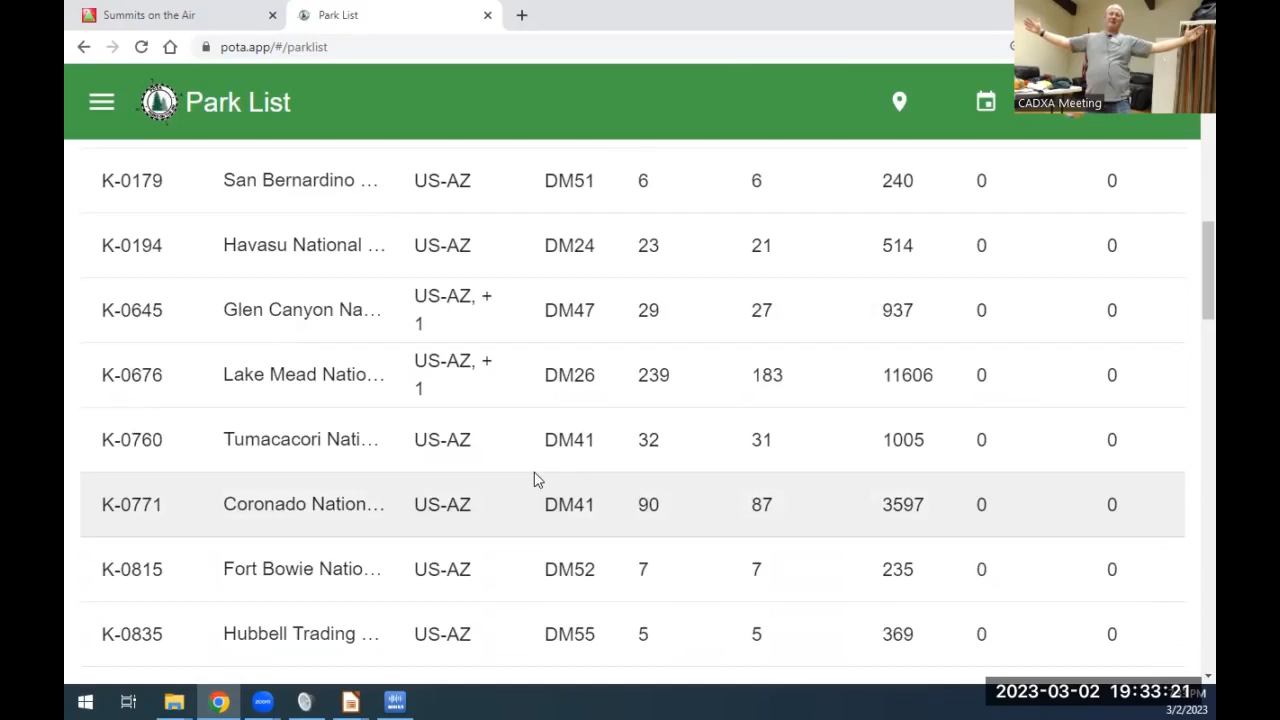 Summits on the Air
Park List
pota.app/#/parklist
Park List
CADXA Meeting
K-0179 San Bernardino ... US-AZ DM51 6 6 240 0 0
K-0194 Havasu National ... US-AZ DM24 23 21 514 0 0
K-0645 Glen Canyon Na... US-AZ, + 1 DM47 29 27 937 0 0
K-0676 Lake Mead Natio... US-AZ, + 1 DM26 239 183 11606 0 0
K-0760 Tumacacori Nati... US-AZ DM41 32 31 1005 0 0
K-0771 Coronado Nation... US-AZ DM41 90 87 3597 0 0
K-0815 Fort Bowie Natio... US-AZ DM52 7 7 235 0 0
K-0835 Hubbell Trading ... US-AZ DM55 5 5 369 0 0
zoom
2023-03-02 19:33:21 PM
3/2/2023